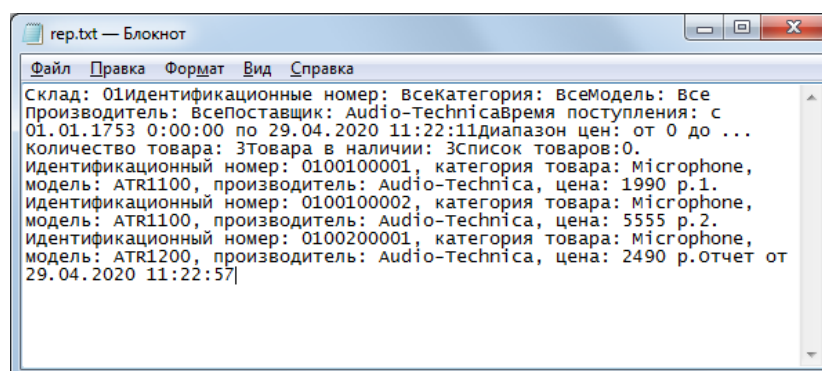 rep.txt — Блокнот
Файл Правка Формат Вид Справка
Склад: 01Идентификационные номер: ВсеКатегория: ВсеМодель: Все
Производитель: ВсеПоставщик: Audio-TechnicaВремя поступления: с
01.01.1753 0:00:00 по 29.04.2020 11:22:11Диапазон цен: от 0 до ...
Количество товара: 3Товара в наличии: 3Список товаров:0.
Идентификационный номер: 0100100001, категория товара: Microphone,
модель: ATR1100, производитель: Audio-Technica, цена: 1990 р.1.
Идентификационный номер: 0100100002, категория товара: Microphone,
модель: ATR1100, производитель: Audio-Technica, цена: 5555 р.2.
Идентификационный номер: 0100200001, категория товара: Microphone,
модель: ATR1200, производитель: Audio-Technica, цена: 2490 р.Отчет от
29.04.2020 11:22:57